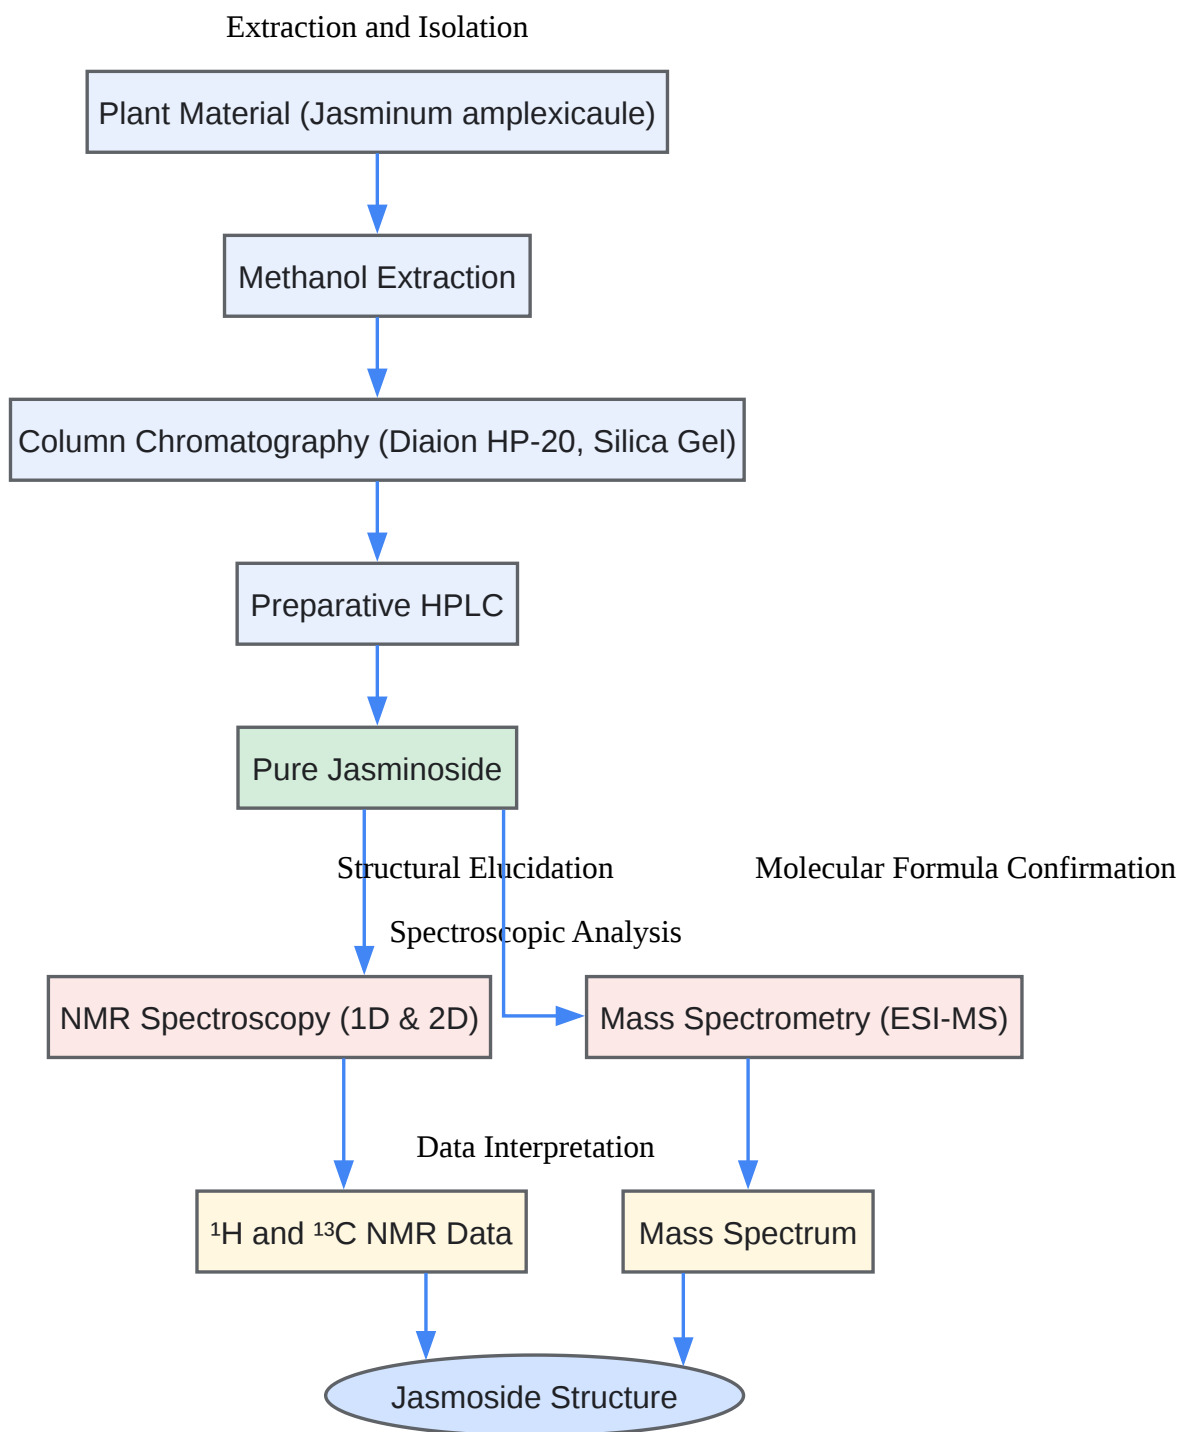 Extraction and Isolation
Plant Material (Jasminum amplexicaule)
Methanol Extraction
Column Chromatography (Diaion HP-20, Silica Gel)
Preparative HPLC
Pure Jasminoside
Structural Elucidation
Molecular Formula Confirmation
Spectroscopic Analysis
NMR Spectroscopy (1D & 2D)
Mass Spectrometry (ESI-MS)
Data Interpretation
¹H and ¹³C NMR Data
Mass Spectrum
Jasmoside Structure